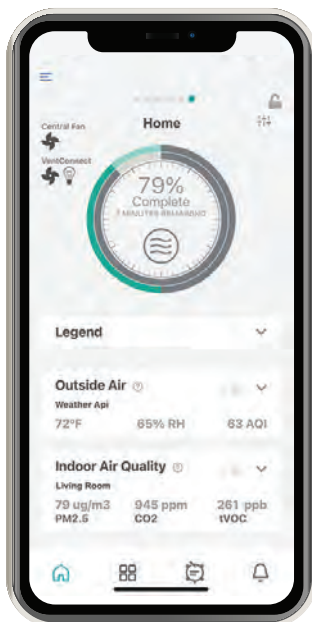 Central Fan
Home
VentConnect
79%
Complete
7 MINUTES REMAINING
Legend
Outside Air
Weather Api
72°F 65% RH 63 AQI
Indoor Air Quality
Living Room
79 ug/m3 945 ppm 261 ppb
PM2.5 CO2 tVOC